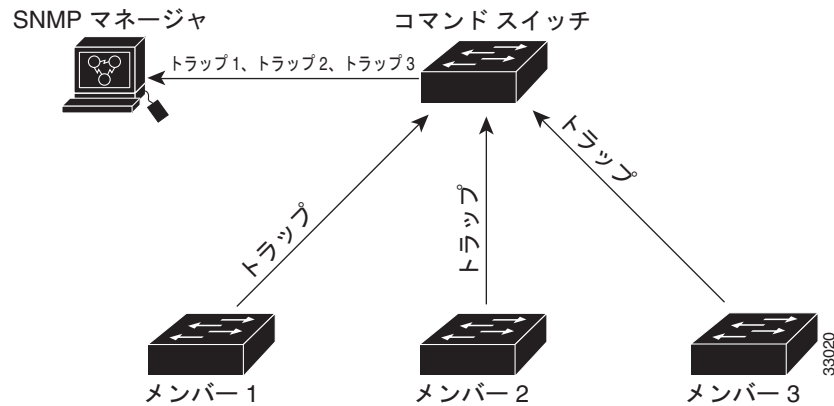 SNMP マネージャ
コマンド スイッチ
トラップ 1、トラップ 2、トラップ 3
トラップ
トラップ
トラップ
メンバー 1
メンバー 2
メンバー 3
33020